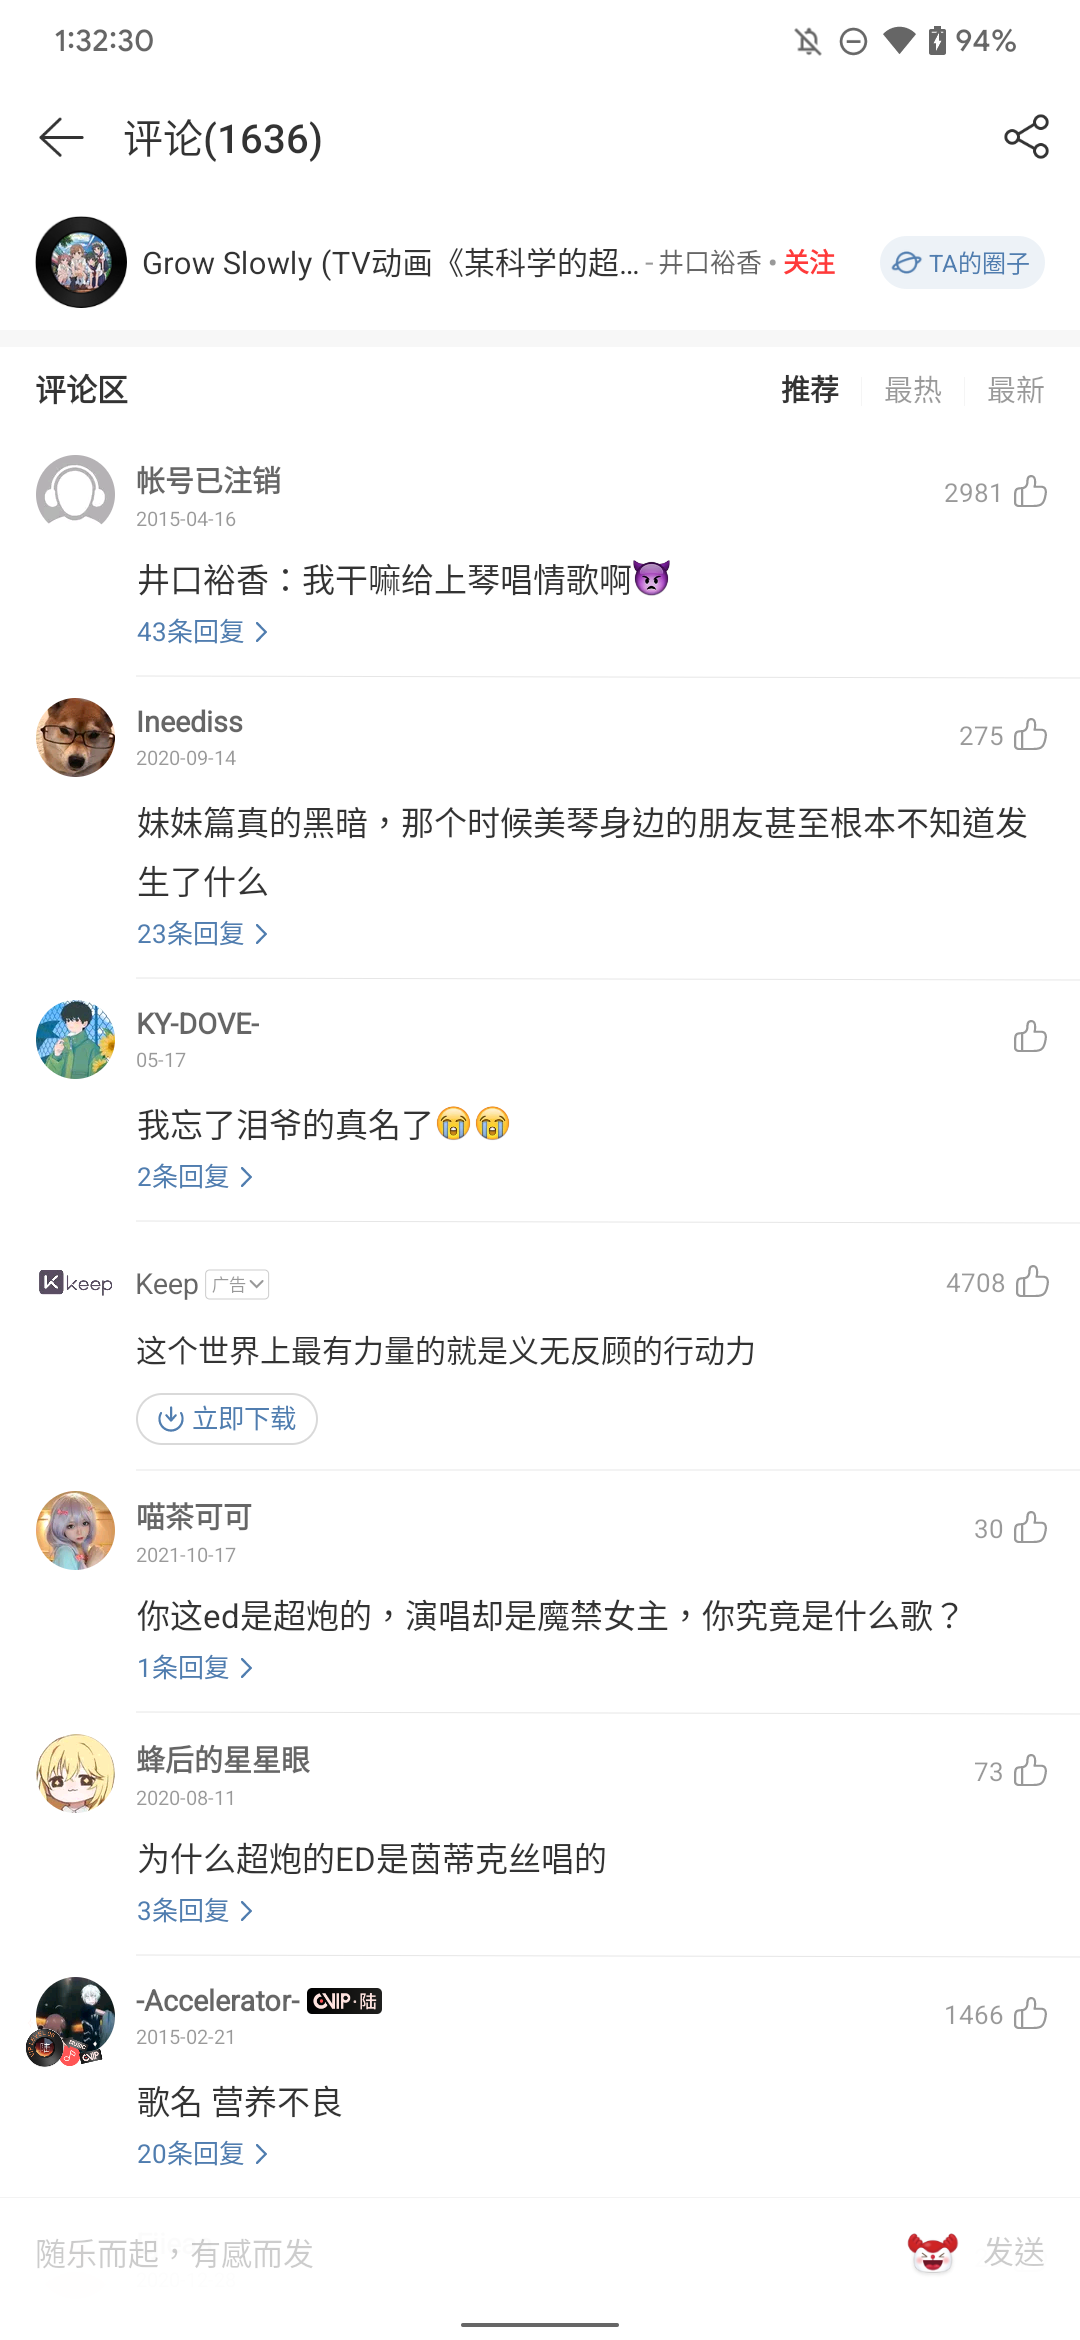 1:32:30
94%
评论(1636)
Grow Slowly (TV动画《某科学的超... - 井口裕香 • 关注
TA的圈子
评论区
推荐
最热
最新
帐号已注销
2981
2015-04-16
井口裕香：我干嘛给上琴唱情歌啊👿
43条回复
Ineediss
275
2020-09-14
妹妹篇真的黑暗，那个时候美琴身边的朋友甚至根本不知道发
生了什么
23条回复
KY-DOVE-
05-17
我忘了泪爷的真名了😭😭
2条回复
keep
Keep 广告
4708
这个世界上最有力量的就是义无反顾的行动力
立即下载
喵茶可可
30
2021-10-17
你这ed是超炮的，演唱却是魔禁女主，你究竟是什么歌？
1条回复
蜂后的星星眼
73
2020-08-11
为什么超炮的ED是茵蒂克丝唱的
3条回复
-Accelerator- CVIP·陆
1466
2015-02-21
歌名 营养不良
20条回复
随乐而起，有感而发
发送